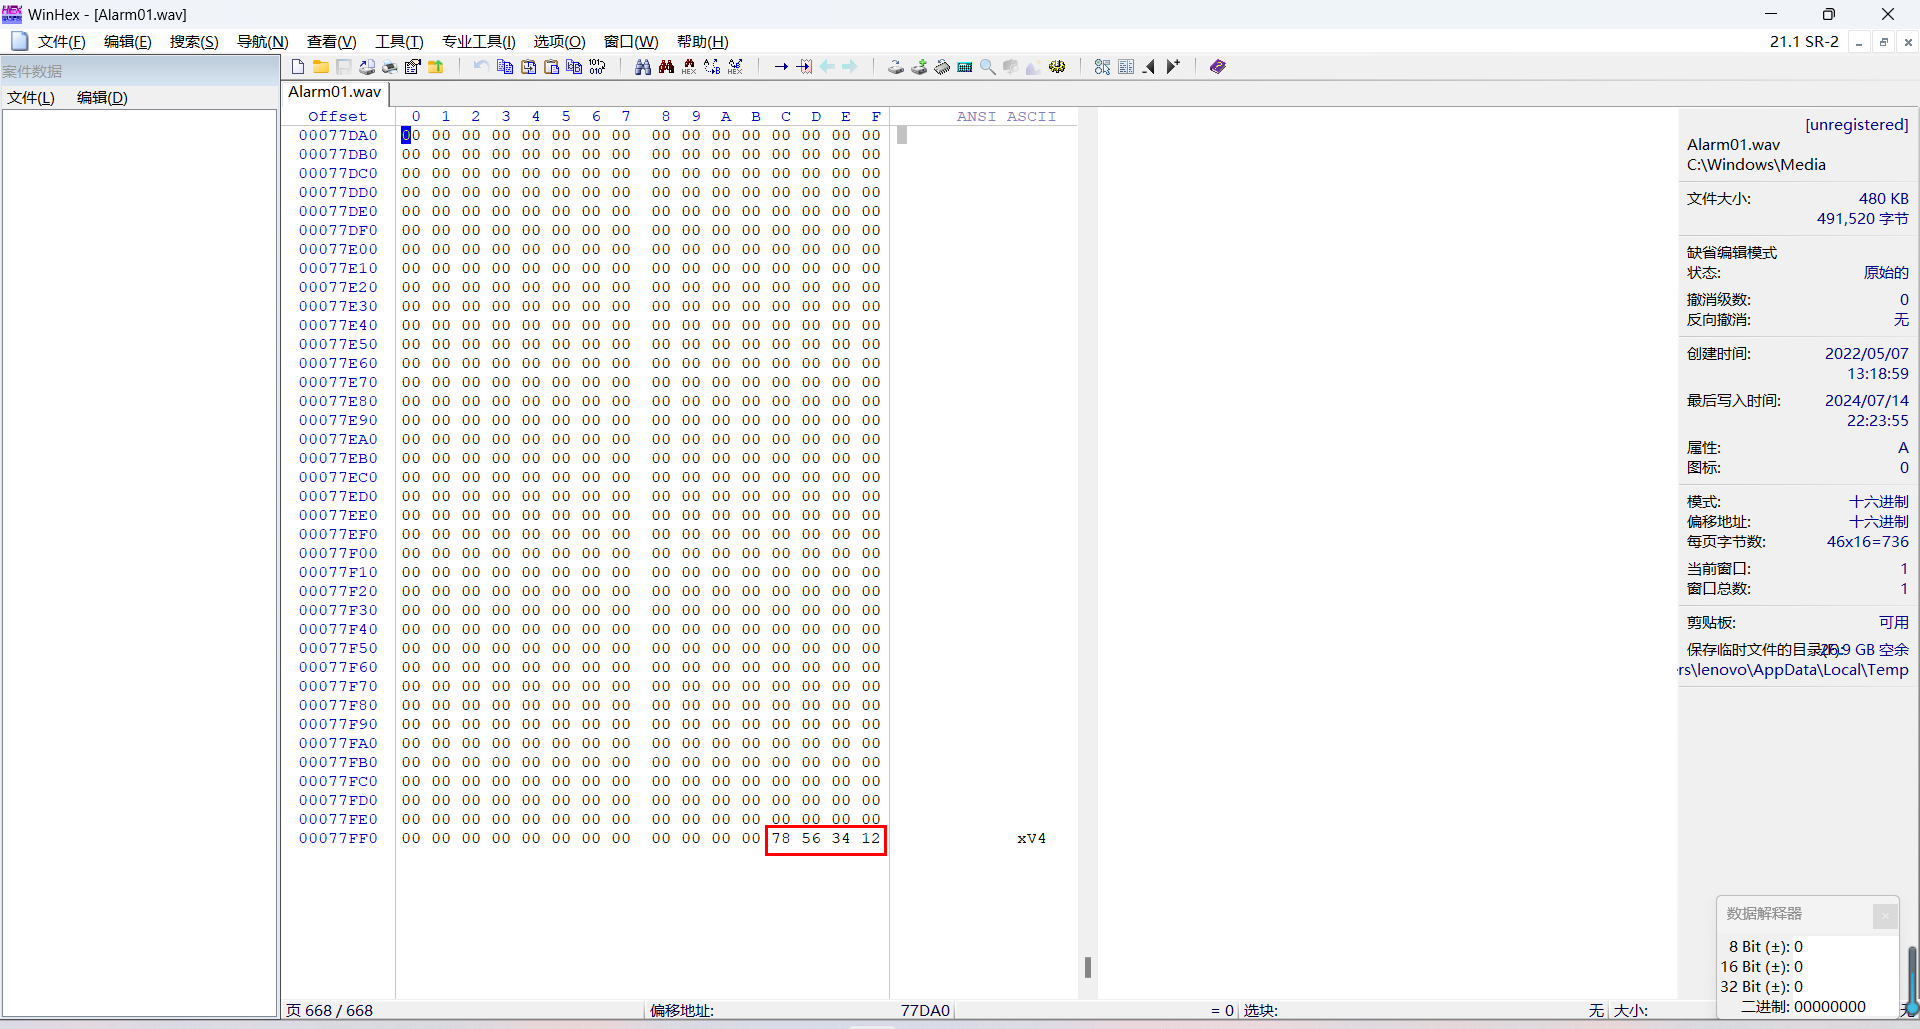 WinHex - [Alarm01.wav]
文件(F) 编辑(E) 搜索(S) 导航(N) 查看(V) 工具(T) 专业工具(I) 选项(O) 窗口(W) 帮助(H) 21.1 SR-2
案件数据
文件(L) 编辑(D)
Alarm01.wav
Offset 0 1 2 3 4 5 6 7 8 9 A B C D E F ANSI ASCII
00077DA0 00 00 00 00 00 00 00 00 00 00 00 00 00 00 00 00
00077DB0 00 00 00 00 00 00 00 00 00 00 00 00 00 00 00 00
00077DC0 00 00 00 00 00 00 00 00 00 00 00 00 00 00 00 00
00077DD0 00 00 00 00 00 00 00 00 00 00 00 00 00 00 00 00
00077DE0 00 00 00 00 00 00 00 00 00 00 00 00 00 00 00 00
00077DF0 00 00 00 00 00 00 00 00 00 00 00 00 00 00 00 00
00077E00 00 00 00 00 00 00 00 00 00 00 00 00 00 00 00 00
00077E10 00 00 00 00 00 00 00 00 00 00 00 00 00 00 00 00
00077E20 00 00 00 00 00 00 00 00 00 00 00 00 00 00 00 00
00077E30 00 00 00 00 00 00 00 00 00 00 00 00 00 00 00 00
00077E40 00 00 00 00 00 00 00 00 00 00 00 00 00 00 00 00
00077E50 00 00 00 00 00 00 00 00 00 00 00 00 00 00 00 00
00077E60 00 00 00 00 00 00 00 00 00 00 00 00 00 00 00 00
00077E70 00 00 00 00 00 00 00 00 00 00 00 00 00 00 00 00
00077E80 00 00 00 00 00 00 00 00 00 00 00 00 00 00 00 00
00077E90 00 00 00 00 00 00 00 00 00 00 00 00 00 00 00 00
00077EA0 00 00 00 00 00 00 00 00 00 00 00 00 00 00 00 00
00077EB0 00 00 00 00 00 00 00 00 00 00 00 00 00 00 00 00
00077EC0 00 00 00 00 00 00 00 00 00 00 00 00 00 00 00 00
00077ED0 00 00 00 00 00 00 00 00 00 00 00 00 00 00 00 00
00077EE0 00 00 00 00 00 00 00 00 00 00 00 00 00 00 00 00
00077EF0 00 00 00 00 00 00 00 00 00 00 00 00 00 00 00 00
00077F00 00 00 00 00 00 00 00 00 00 00 00 00 00 00 00 00
00077F10 00 00 00 00 00 00 00 00 00 00 00 00 00 00 00 00
00077F20 00 00 00 00 00 00 00 00 00 00 00 00 00 00 00 00
00077F30 00 00 00 00 00 00 00 00 00 00 00 00 00 00 00 00
00077F40 00 00 00 00 00 00 00 00 00 00 00 00 00 00 00 00
00077F50 00 00 00 00 00 00 00 00 00 00 00 00 00 00 00 00
00077F60 00 00 00 00 00 00 00 00 00 00 00 00 00 00 00 00
00077F70 00 00 00 00 00 00 00 00 00 00 00 00 00 00 00 00
00077F80 00 00 00 00 00 00 00 00 00 00 00 00 00 00 00 00
00077F90 00 00 00 00 00 00 00 00 00 00 00 00 00 00 00 00
00077FA0 00 00 00 00 00 00 00 00 00 00 00 00 00 00 00 00
00077FB0 00 00 00 00 00 00 00 00 00 00 00 00 00 00 00 00
00077FC0 00 00 00 00 00 00 00 00 00 00 00 00 00 00 00 00
00077FD0 00 00 00 00 00 00 00 00 00 00 00 00 00 00 00 00
00077FE0 00 00 00 00 00 00 00 00 00 00 00 00 00 00 00 00
00077FF0 00 00 00 00 00 00 00 00 00 00 00 00 78 56 34 12 xV4
[unregistered]
Alarm01.wav
C:\Windows\Media
文件大小: 480 KB
491,520 字节
缺省编辑模式
状态: 原始的
撤消级数: 0
反向撤消: 无
创建时间: 2022/05/07
13:18:59
最后写入时间: 2024/07/14
22:23:55
属性: A
图标: 0
模式: 十六进制
偏移地址: 十六进制
每页字节数: 46x16=736
当前窗口: 1
窗口总数: 1
剪贴板: 可用
保存临时文件的目录 26.9 GB 空余
rs\lenovo\AppData\Local\Temp
数据解释器
8 Bit (±): 0
16 Bit (±): 0
32 Bit (±): 0
二进制: 00000000
页 668 / 668 偏移地址: 77DA0 = 0 选块: 无 大小: 无